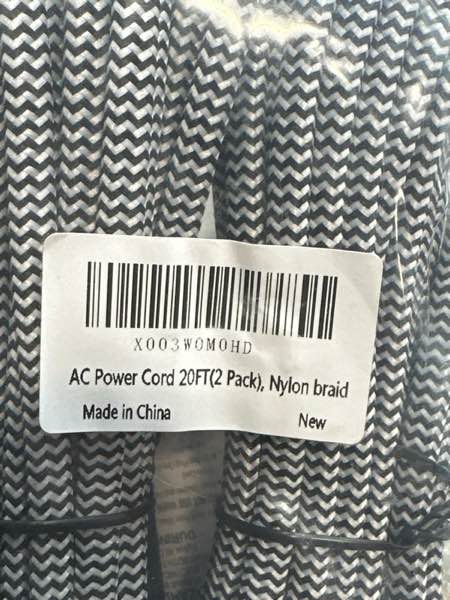 X003W0M0HD
AC Power Cord 20FT(2 Pack), Nylon braid
Made in China
New